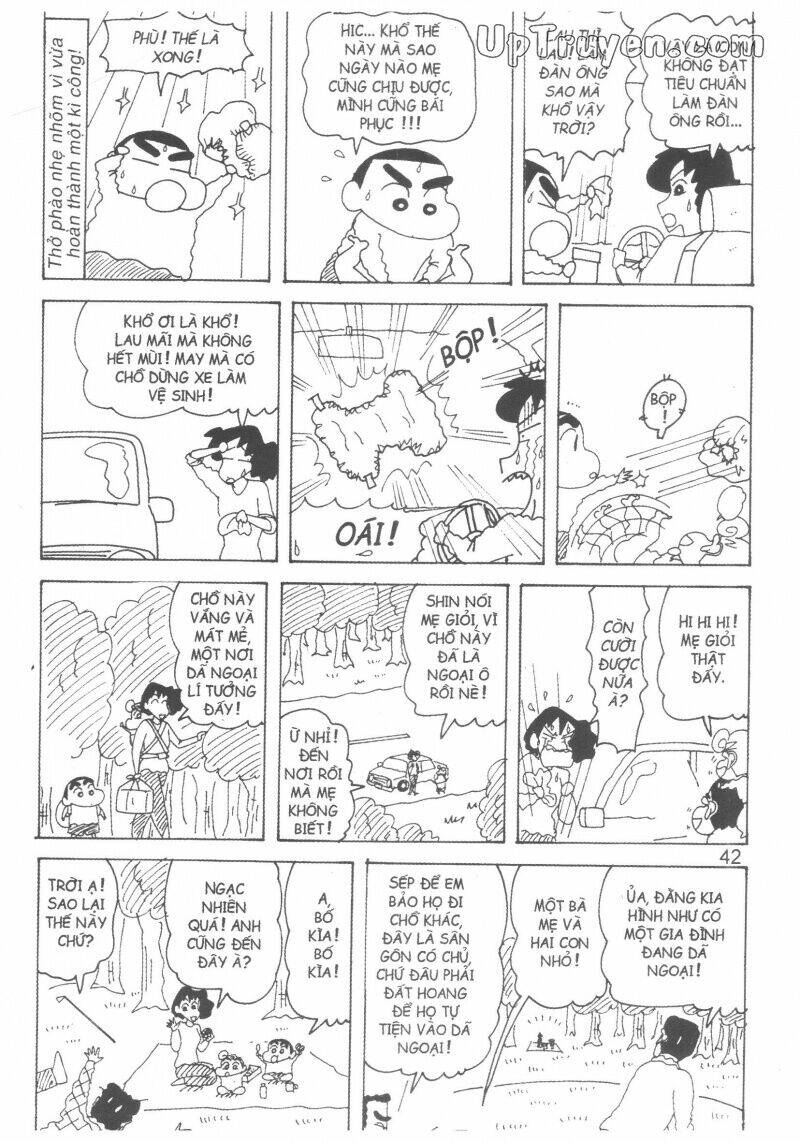 UpTruyen.com
KHÔNG ĐẠT
TIÊU CHUẨN
LÀM ĐÀN
ÔNG RỒI...
LAU! LÀM
ĐÀN ÔNG
SAO MÀ
KHỔ VẬY
TRỜI?
HIC... KHỔ THẾ
NÀY MÀ SAO
NGÀY NÀO MẸ
CŨNG CHỊU ĐƯỢC,
MÌNH CŨNG BÁI
PHỤC !!!
PHÙ! THẾ LÀ
XONG!
Thở phào nhẹ nhõm vì vừa
hoàn thành một kì công!
BỘP
!
BỘP!
OÁI!
KHỔ ƠI LÀ KHỔ!
LAU MÃI MÀ KHÔNG
HẾT MÙI! MAY MÀ CÓ
CHỖ DỪNG XE LÀM
VỆ SINH!
HI HI HI!
MẸ GIỎI
THẬT
ĐẤY.
CÒN
CƯỜI
ĐƯỢC
NỮA
À?
SHIN NÓI
MẸ GIỎI, VÌ
CHỖ NÀY
ĐÃ LÀ
NGOẠI Ô
RỒI NÈ!
Ừ NHỈ!
ĐẾN
NƠI RỒI
MÀ MẸ
KHÔNG
BIẾT!
CHỖ NÀY
VẮNG VÀ
MÁT MẺ,
MỘT NƠI
DÃ NGOẠI
LÍ TƯỞNG
ĐẤY!
42
ỦA, ĐẰNG KIA
HÌNH NHƯ CÓ
MỘT GIA ĐÌNH
ĐANG DÃ
NGOẠI!
MỘT BÀ
MẸ VÀ
HAI CON
NHỎ!
SẾP ĐỂ EM
BẢO HỌ ĐI
CHỖ KHÁC,
ĐÂY LÀ SÂN
GÔN CÓ CHỦ,
CHỨ ĐÂU PHẢI
ĐẤT HOANG
ĐỂ HỌ TỰ
TIỆN VÀO DÃ
NGOẠI!
A,
BỐ
KÌA!
BỐ
KÌA!
NGẠC
NHIÊN
QUÁ! ANH
CŨNG ĐẾN
ĐÂY À?
TRỜI Ạ!
SAO LẠI
THẾ NÀY
CHỨ?